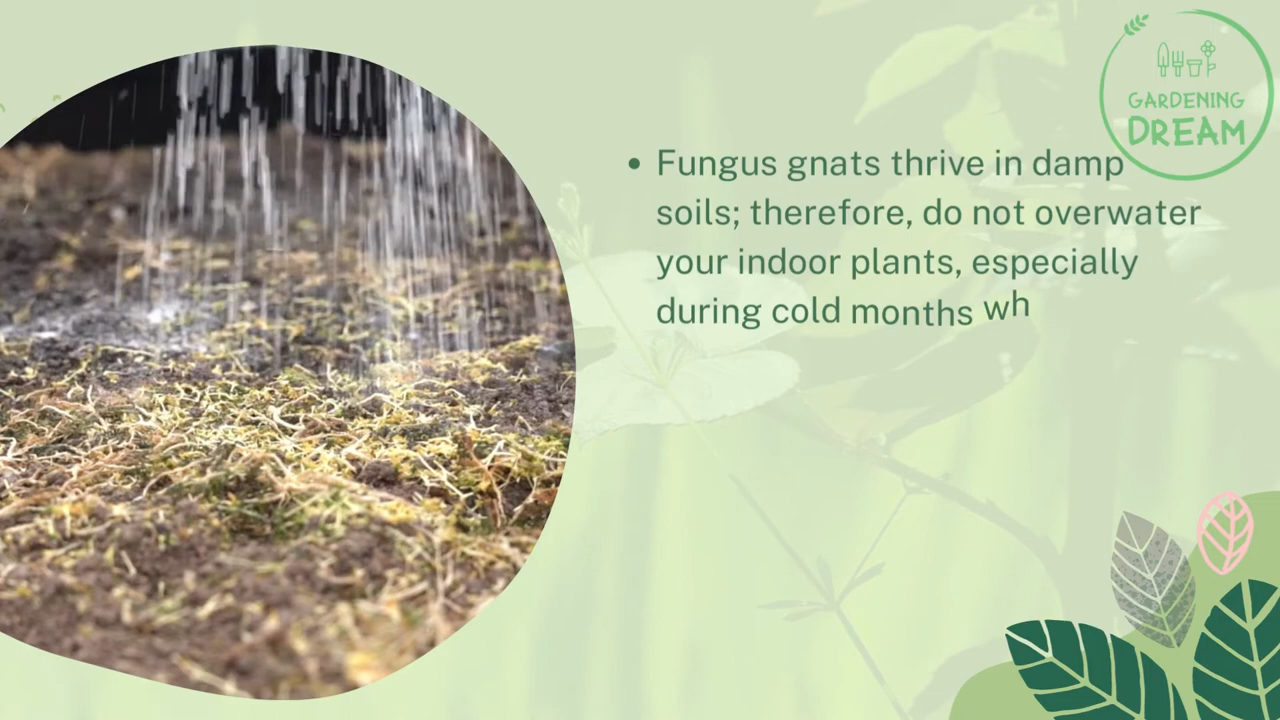 GARDENING
DREAM
• Fungus gnats thrive in damp
soils; therefore, do not overwater
your indoor plants, especially
during cold months wh